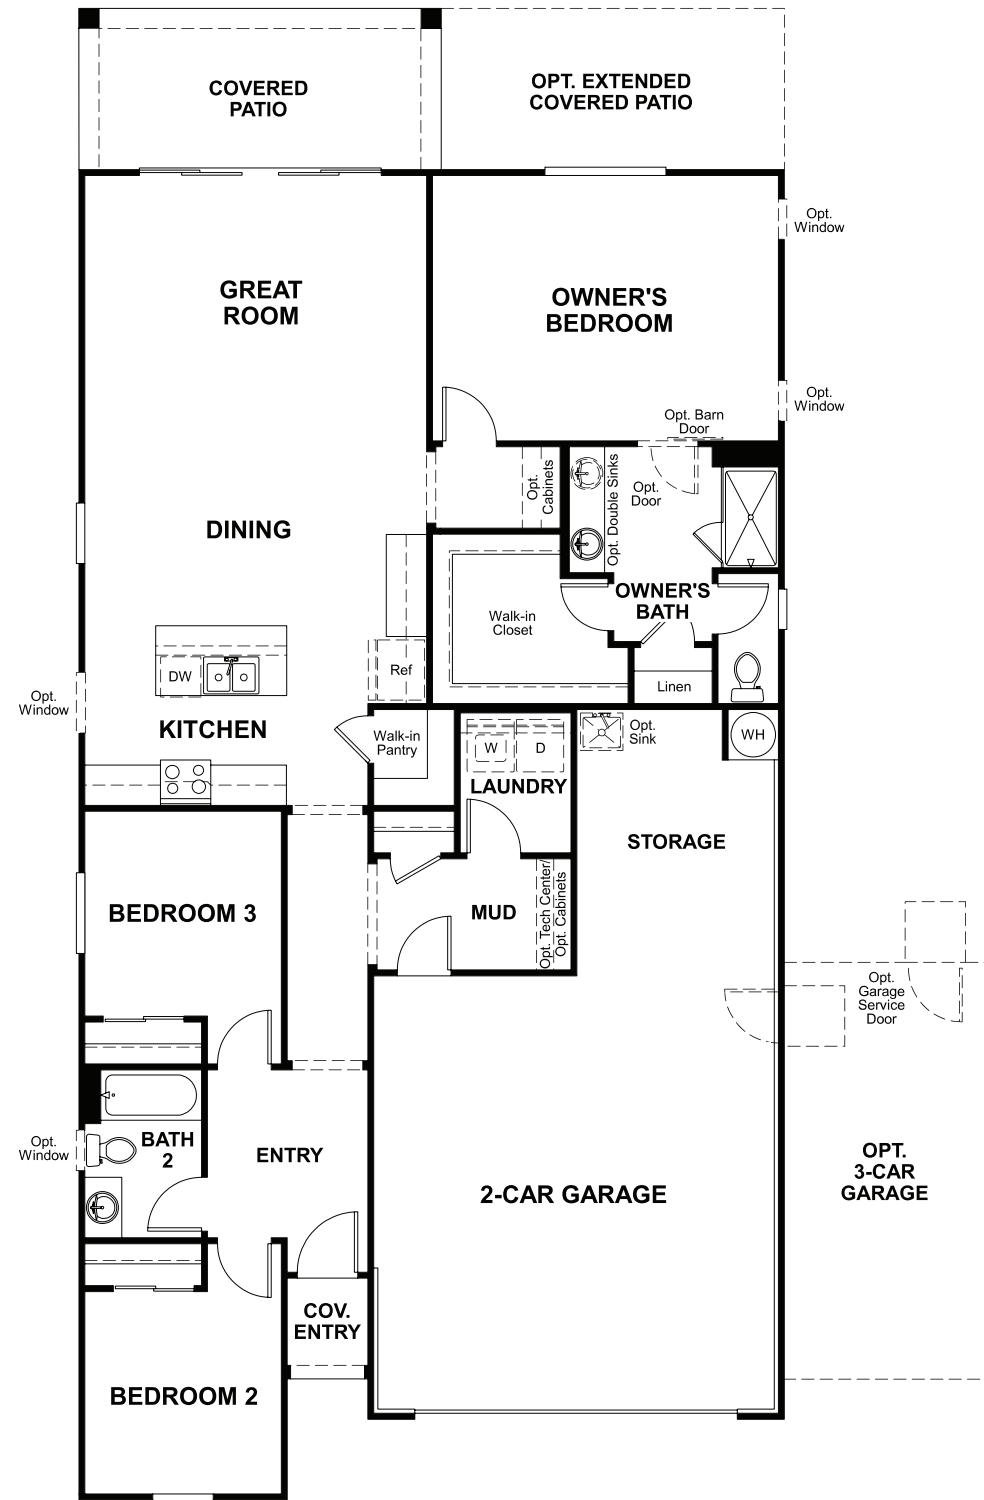 COVERED
PATIO
OPT. EXTENDED
COVERED PATIO
Opt.
Window
GREAT
ROOM
OWNER'S
BEDROOM
Opt.
Window
Opt. Barn
Door
Opt.
Cabinets
Opt. Double Sinks
Opt.
Door
DINING
OWNER'S
BATH
Walk-in
Closet
Ref
DW
Linen
Opt.
Window
KITCHEN
Walk-in
Pantry
W
D
LAUNDRY
Opt.
Sink
WH
STORAGE
BEDROOM 3
MUD
Opt. Tech Center/
Opt. Cabinets
Opt.
Garage
Service
Door
Opt.
Window
BATH
2
ENTRY
2-CAR GARAGE
OPT.
3-CAR
GARAGE
COV.
ENTRY
BEDROOM 2